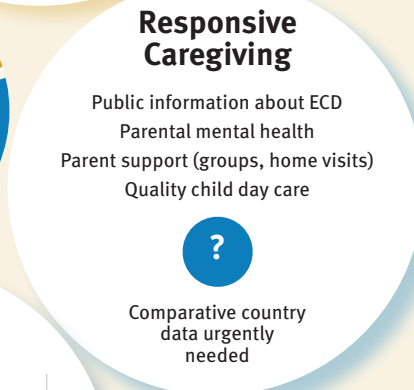 Responsive
Caregiving
Public information about ECD
Parental mental health
Parent support (groups, home visits)
Quality child day care
?
Comparative country
data urgently
needed